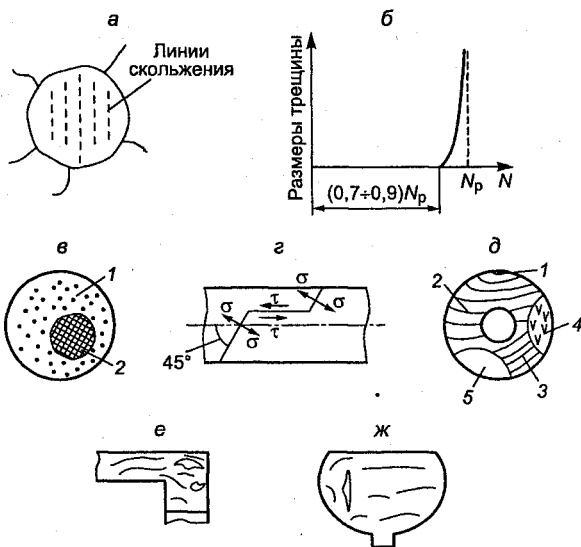 а
Линии
скольжения
б
Размеры трещины
(0,7÷0,9)Nр
Nр
N
в
1
2
г
σ
τ
σ
σ
τ
σ
45°
д
1
2
4
5
3
е
ж